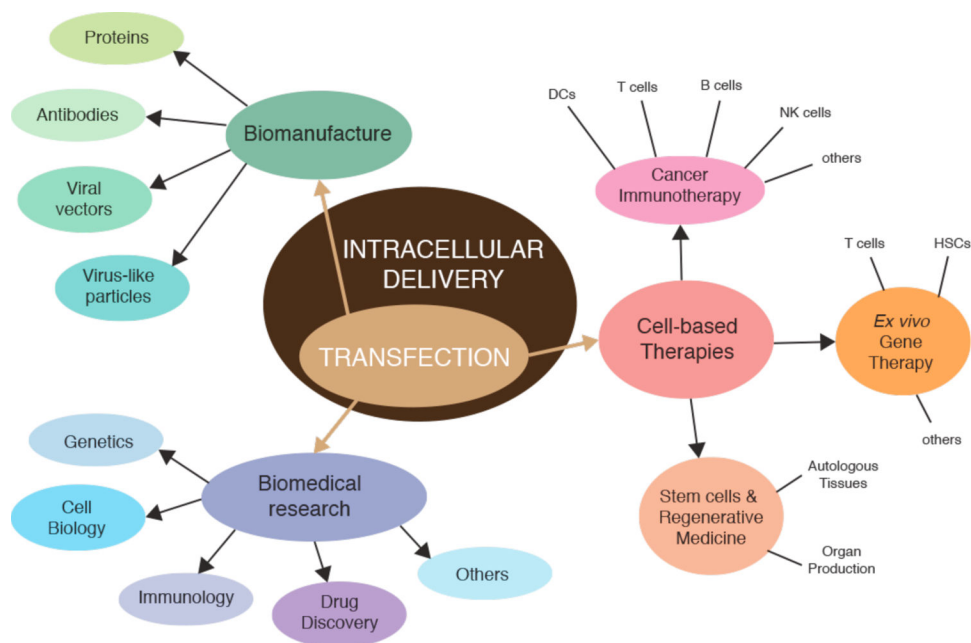 Proteins
Antibodies
Viral
vectors
Virus-like
particles
Biomanufacture
INTRACELLULAR
DELIVERY
TRANSFECTION
Genetics
Cell
Biology
Immunology
Drug
Discovery
Others
Biomedical
research
DCs
T cells
B cells
NK cells
others
Cancer
Immunotherapy
Cell-based
Therapies
T cells
HSCs
Ex vivo
Gene
Therapy
others
Stem cells &
Regenerative
Medicine
Autologous
Tissues
Organ
Production